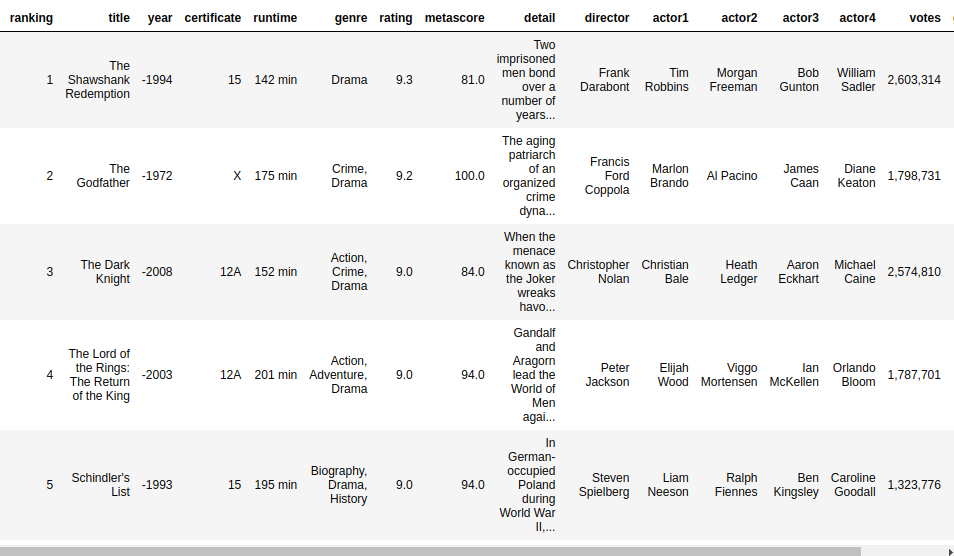 ranking title year certificate runtime genre rating metascore detail director actor1 actor2 actor3 actor4 votes
1 The Shawshank Redemption -1994 15 142 min Drama 9.3 81.0 Two imprisoned men bond over a number of years... Frank Darabont Tim Robbins Morgan Freeman Bob Gunton William Sadler 2,603,314
2 The Godfather -1972 X 175 min Crime, Drama 9.2 100.0 The aging patriarch of an organized crime dyna... Francis Ford Coppola Marlon Brando Al Pacino James Caan Diane Keaton 1,798,731
3 The Dark Knight -2008 12A 152 min Action, Crime, Drama 9.0 84.0 When the menace known as the Joker wreaks havo... Christopher Nolan Christian Bale Heath Ledger Aaron Eckhart Michael Caine 2,574,810
4 The Lord of the Rings: The Return of the King -2003 12A 201 min Action, Adventure, Drama 9.0 94.0 Gandalf and Aragorn lead the World of Men agai... Peter Jackson Elijah Wood Viggo Mortensen Ian McKellen Orlando Bloom 1,787,701
5 Schindler's List -1993 15 195 min Biography, Drama, History 9.0 94.0 In German-occupied Poland during World War II,... Steven Spielberg Liam Neeson Ralph Fiennes Ben Kingsley Caroline Goodall 1,323,776